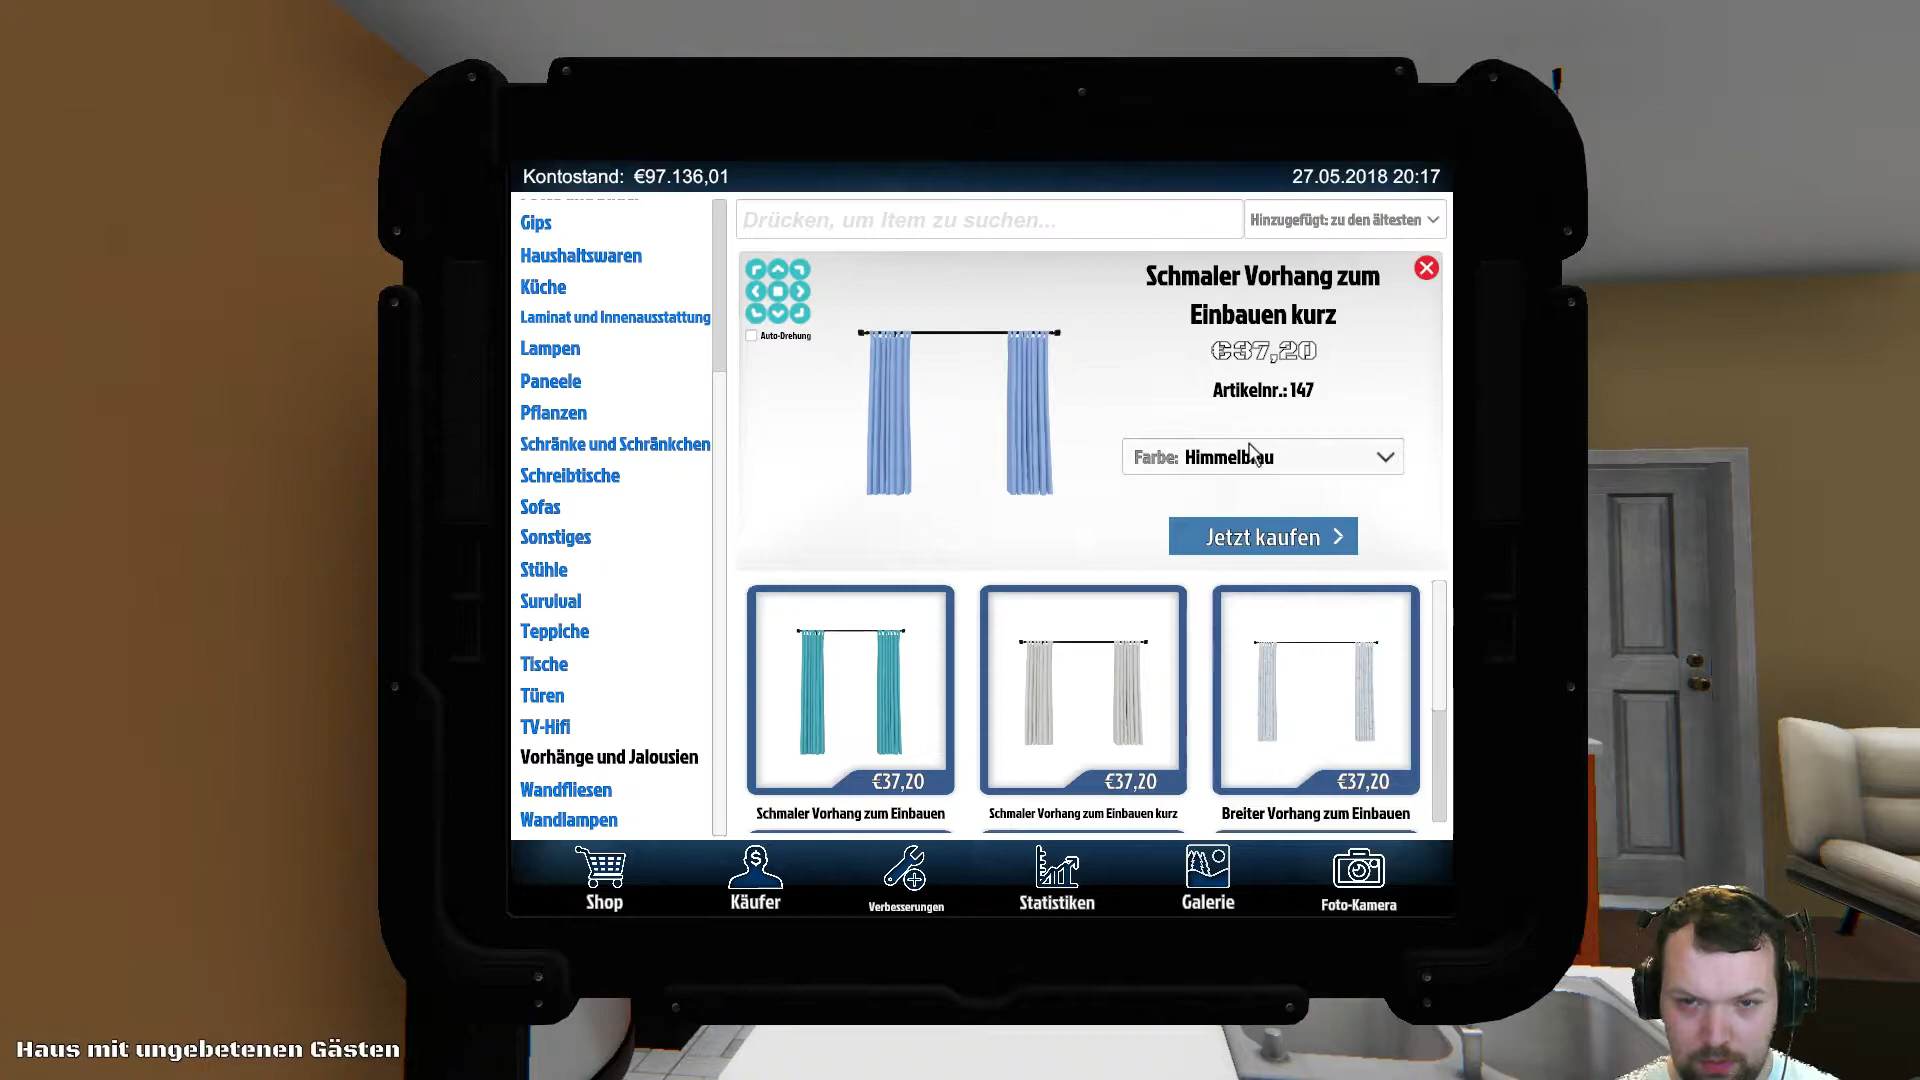 Kontostand: €97.136,01
27.05.2018 20:17
Gips
Haushaltswaren
Küche
Laminat und Innenausstattung
Lampen
Paneele
Pflanzen
Schränke und Schränkchen
Schreibtische
Sofas
Sonstiges
Stühle
Survival
Teppiche
Tische
Türen
TV-Hifi
Vorhänge und Jalousien
Wandfliesen
Wandlampen
Drücken, um Item zu suchen...
Hinzugefügt: zu den ältesten
Auto-Drehung
Schmaler Vorhang zum
Einbauen kurz
€37,20
Artikelnr.: 147
Farbe: Himmelblau
Jetzt kaufen
€37,20
€37,20
€37,20
Schmaler Vorhang zum Einbauen
Schmaler Vorhang zum Einbauen kurz
Breiter Vorhang zum Einbauen
Shop
Käufer
Verbesserungen
Statistiken
Galerie
Foto-Kamera
Haus mit ungebetenen Gästen